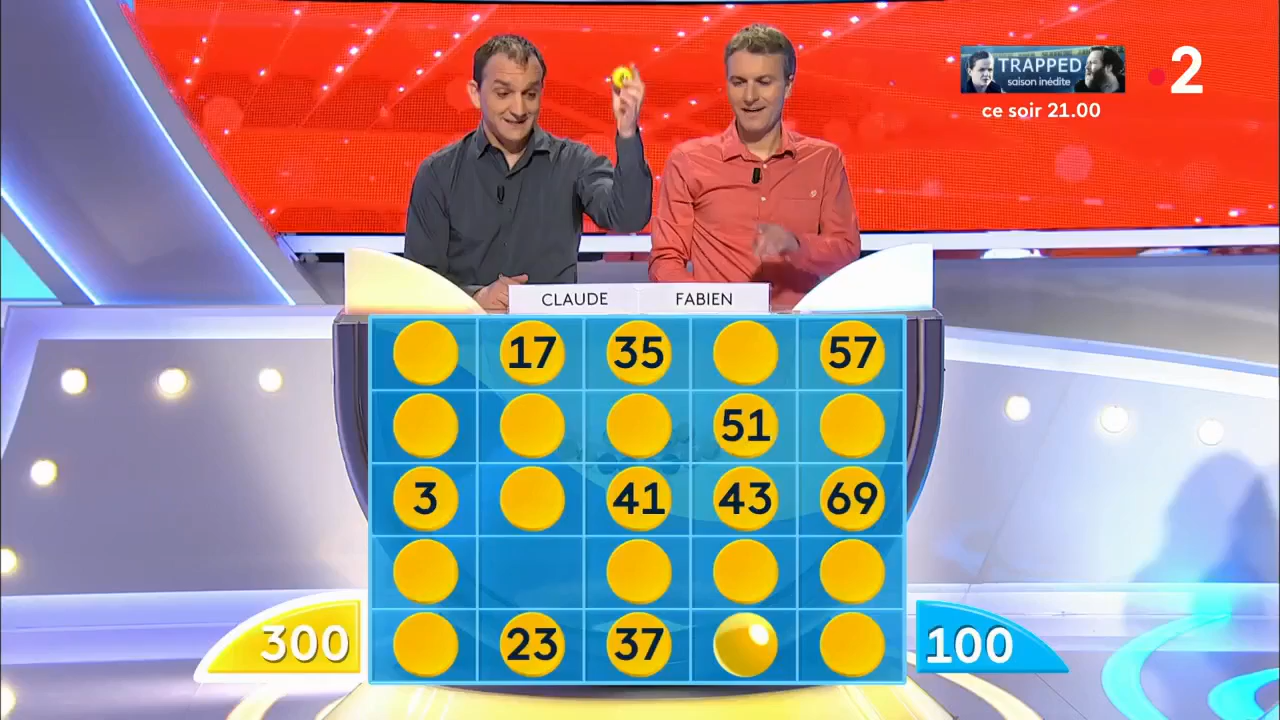 TRAPPED
saison inédite
2
ce soir 21.00
CLAUDE FABIEN
17 35 57
51
3 41 43 69
23 37
300 100